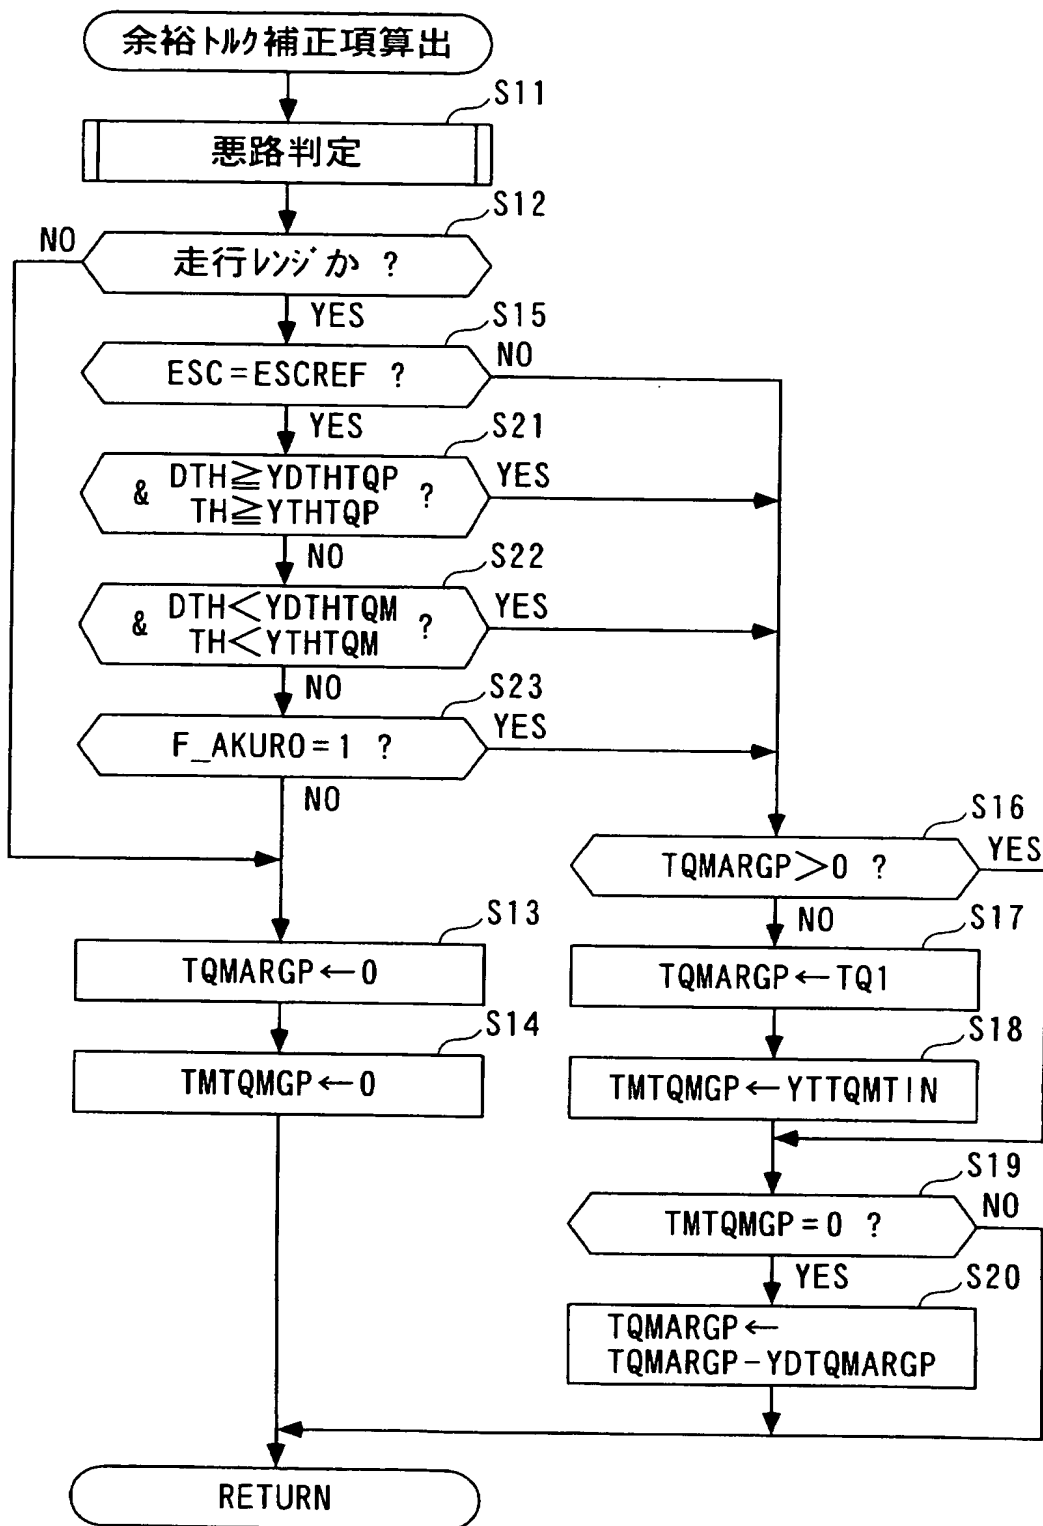 余裕トルク補正項算出
S11
悪路判定
S12
NO
走行レンジか ?
YES
S15
ESC=ESCREF ?
NO
YES
S21
& DTH≧YDTHTQP
TH≧YTHTQP ?
YES
NO
S22
& DTH<YDTHTQM
TH<YTHTQM ?
YES
NO
S23
F_AKURO=1 ?
YES
NO
S16
TQMARGP>0 ?
YES
NO
S13
TQMARGP←0
S17
TQMARGP←TQ1
S14
TMTQMGP←0
S18
TMTQMGP←YTTQMTIN
S19
TMTQMGP=0 ?
NO
YES
S20
TQMARGP←
TQMARGP-YDTQMARGP
RETURN